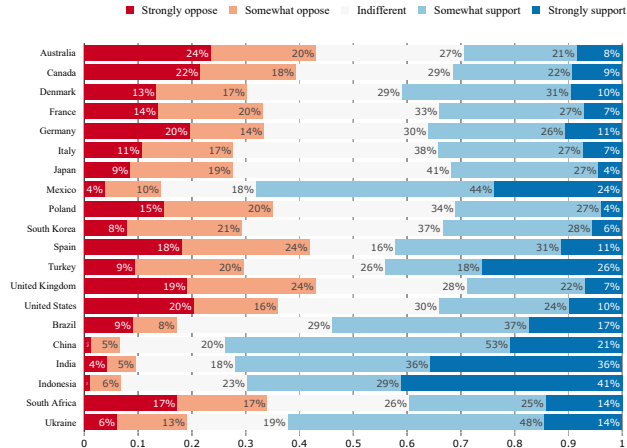 Strongly oppose Somewhat oppose Indifferent Somewhat support Strongly support
Australia 24% 20% 27% 21% 8%
Canada 22% 18% 29% 22% 9%
Denmark 13% 17% 29% 31% 10%
France 14% 20% 33% 27% 7%
Germany 20% 14% 30% 26% 11%
Italy 11% 17% 38% 27% 7%
Japan 9% 19% 41% 27% 4%
Mexico 4% 10% 18% 44% 24%
Poland 15% 20% 34% 27% 4%
South Korea 8% 21% 37% 28% 6%
Spain 18% 24% 16% 31% 11%
Turkey 9% 20% 26% 18% 26%
United Kingdom 19% 24% 28% 22% 7%
United States 20% 16% 30% 24% 10%
Brazil 9% 8% 29% 37% 17%
China 5% 20% 53% 21%
India 4% 5% 18% 36% 36%
Indonesia 6% 23% 29% 41%
South Africa 17% 17% 26% 25% 14%
Ukraine 6% 13% 19% 48% 14%
0 0.1 0.2 0.3 0.4 0.5 0.6 0.7 0.8 0.9 1